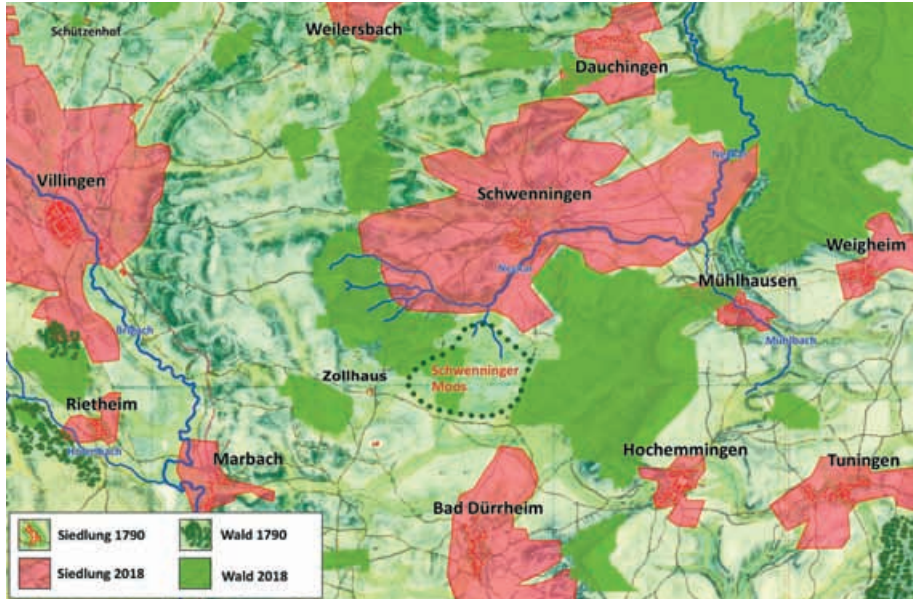 Schützenhof
Weilersbach
Dauchingen
Neckar
Villingen
Schwenningen
Weigheim
Neckar
Mühlhausen
Brigach
Mühlbach
Zollhaus
Schwenninger
Moos
Rietheim
Marbach
Hochemmingen
Tuningen
Bad Dürrheim
Siedlung 1790
Wald 1790
Siedlung 2018
Wald 2018